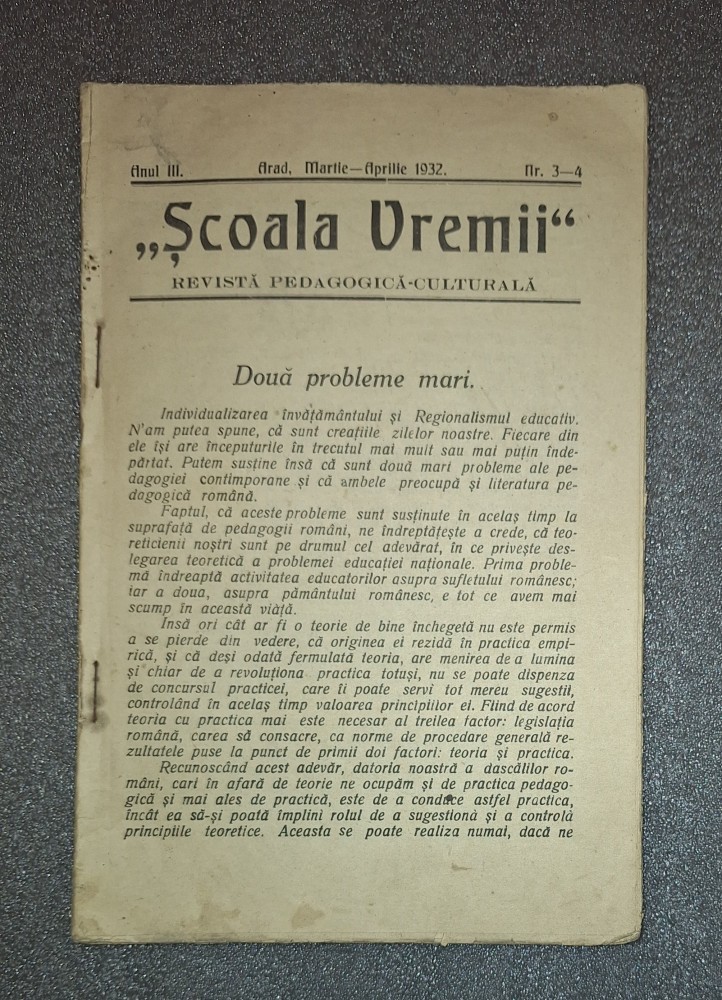 Anul III. Arad, Martie—Aprilie 1932. Nr. 3—4
„Școala Vremii“
REVISTĂ PEDAGOGICĂ-CULTURALĂ
Două probleme mari.
Individualizarea învățământului și Regionalismul educativ.
N'am putea spune, că sunt creațiile zilelor noastre. Fiecare din
ele își are începuturile în trecutul mai mult sau mai puțin înde-
părtat. Putem susține însă că sunt două mari probleme ale pe-
dagogiei contimporane și că ambele preocupă și literatura pe-
dagogică română.
Faptul, că aceste probleme sunt susținute în acelaș timp la
suprafață de pedagogii români, ne îndreptățește a crede, că teo-
reticienii noștri sunt pe drumul cel adevărat, în ce privește des-
legarea teoretică a problemei educației naționale. Prima proble-
mă îndreaptă activitatea educatorilor asupra sufletului românesc;
iar a doua, asupra pământului românesc, e tot ce avem mai
scump în această viață.
Insă ori cât ar fi o teorie de bine închegetă nu este permis
a se pierde din vedere, că originea ei rezidă în practica empi-
rică, și că deși odată fermulată teoria, are menirea de a lumina
și chiar de a revoluționa practica totuși, nu se poate dispenza
de concursul practicei, care îi poate servi tot mereu sugestii,
controlând în acelaș timp valoarea principiilor ei. Fiind de acord
teoria cu practica mai este necesar al treilea factor: legislația
română, carea să consacre, ca norme de procedare generală re-
zultatele puse la punct de primii doi factori: teoria și practica.
Recunoscând acest adevăr, datoria noastră a dascălilor ro-
mâni, cari în afară de teorie ne ocupăm și de practica pedago-
gică și mai ales de practică, este de a conduce astfel practica,
încât ea să-și poată împlini rolul de a sugestiona și a controla
principiile teoretice. Aceasta se poate realiza numai, dacă ne